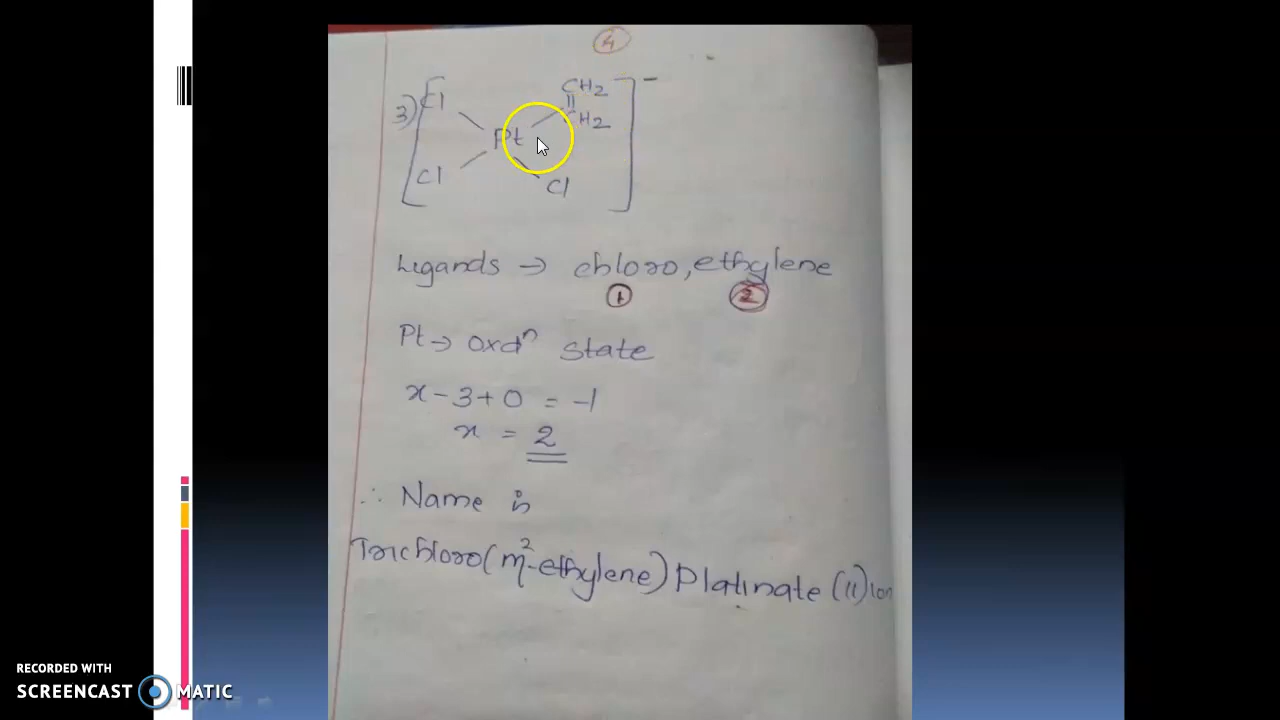 4
3) [Cl Cl Pt CH2 = CH2 Cl]⁻
Ligands → chloro, ethylene
1 2
Pt → oxdⁿ state
x - 3 + 0 = -1
x = 2
∴ Name is
Trichloro(η²-ethylene) Platinate (II) ion
RECORDED WITH
SCREENCAST MATIC